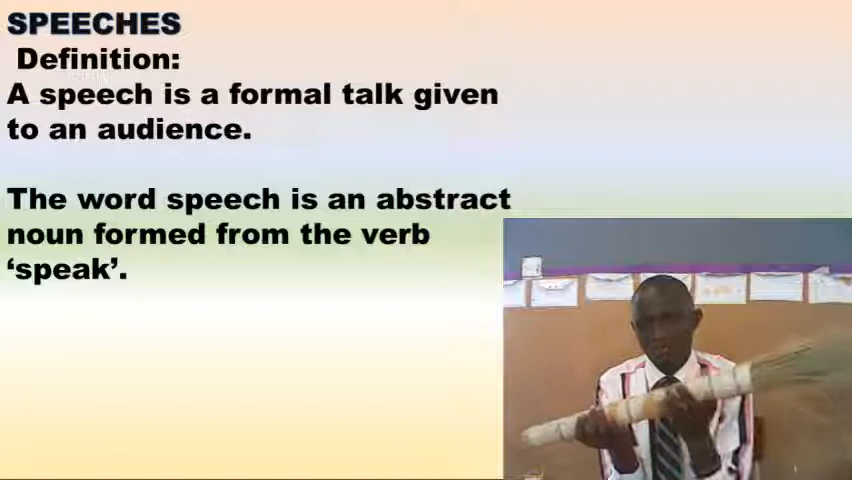 SPEECHES
Definition:
A speech is a formal talk given
to an audience.
The word speech is an abstract
noun formed from the verb
‘speak’.